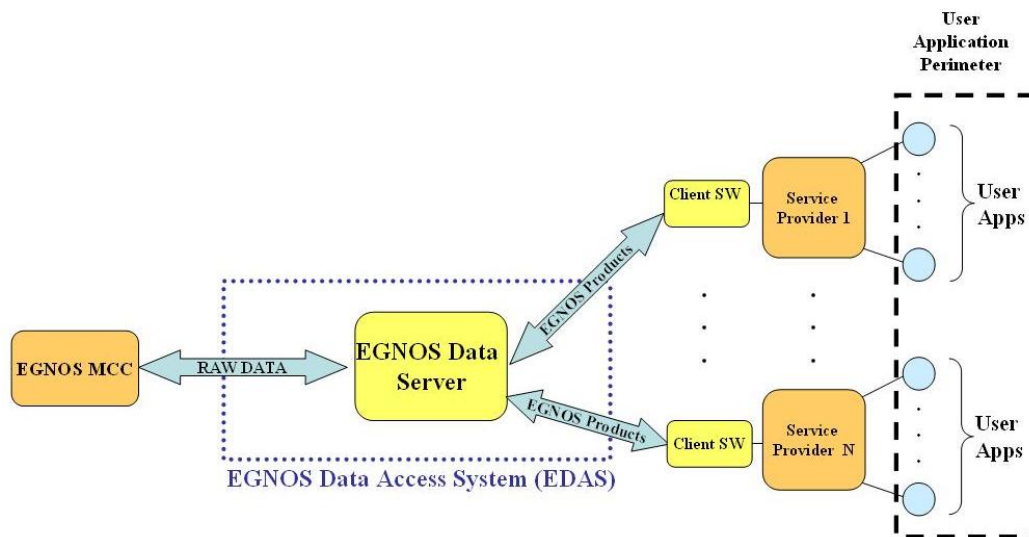 User
Application
Perimeter
Client SW
Service
Provider 1
User
Apps
EGNOS Products
EGNOS MCC
RAW DATA
EGNOS Data
Server
EGNOS Products
Client SW
Service
Provider N
User
Apps
EGNOS Data Access System (EDAS)